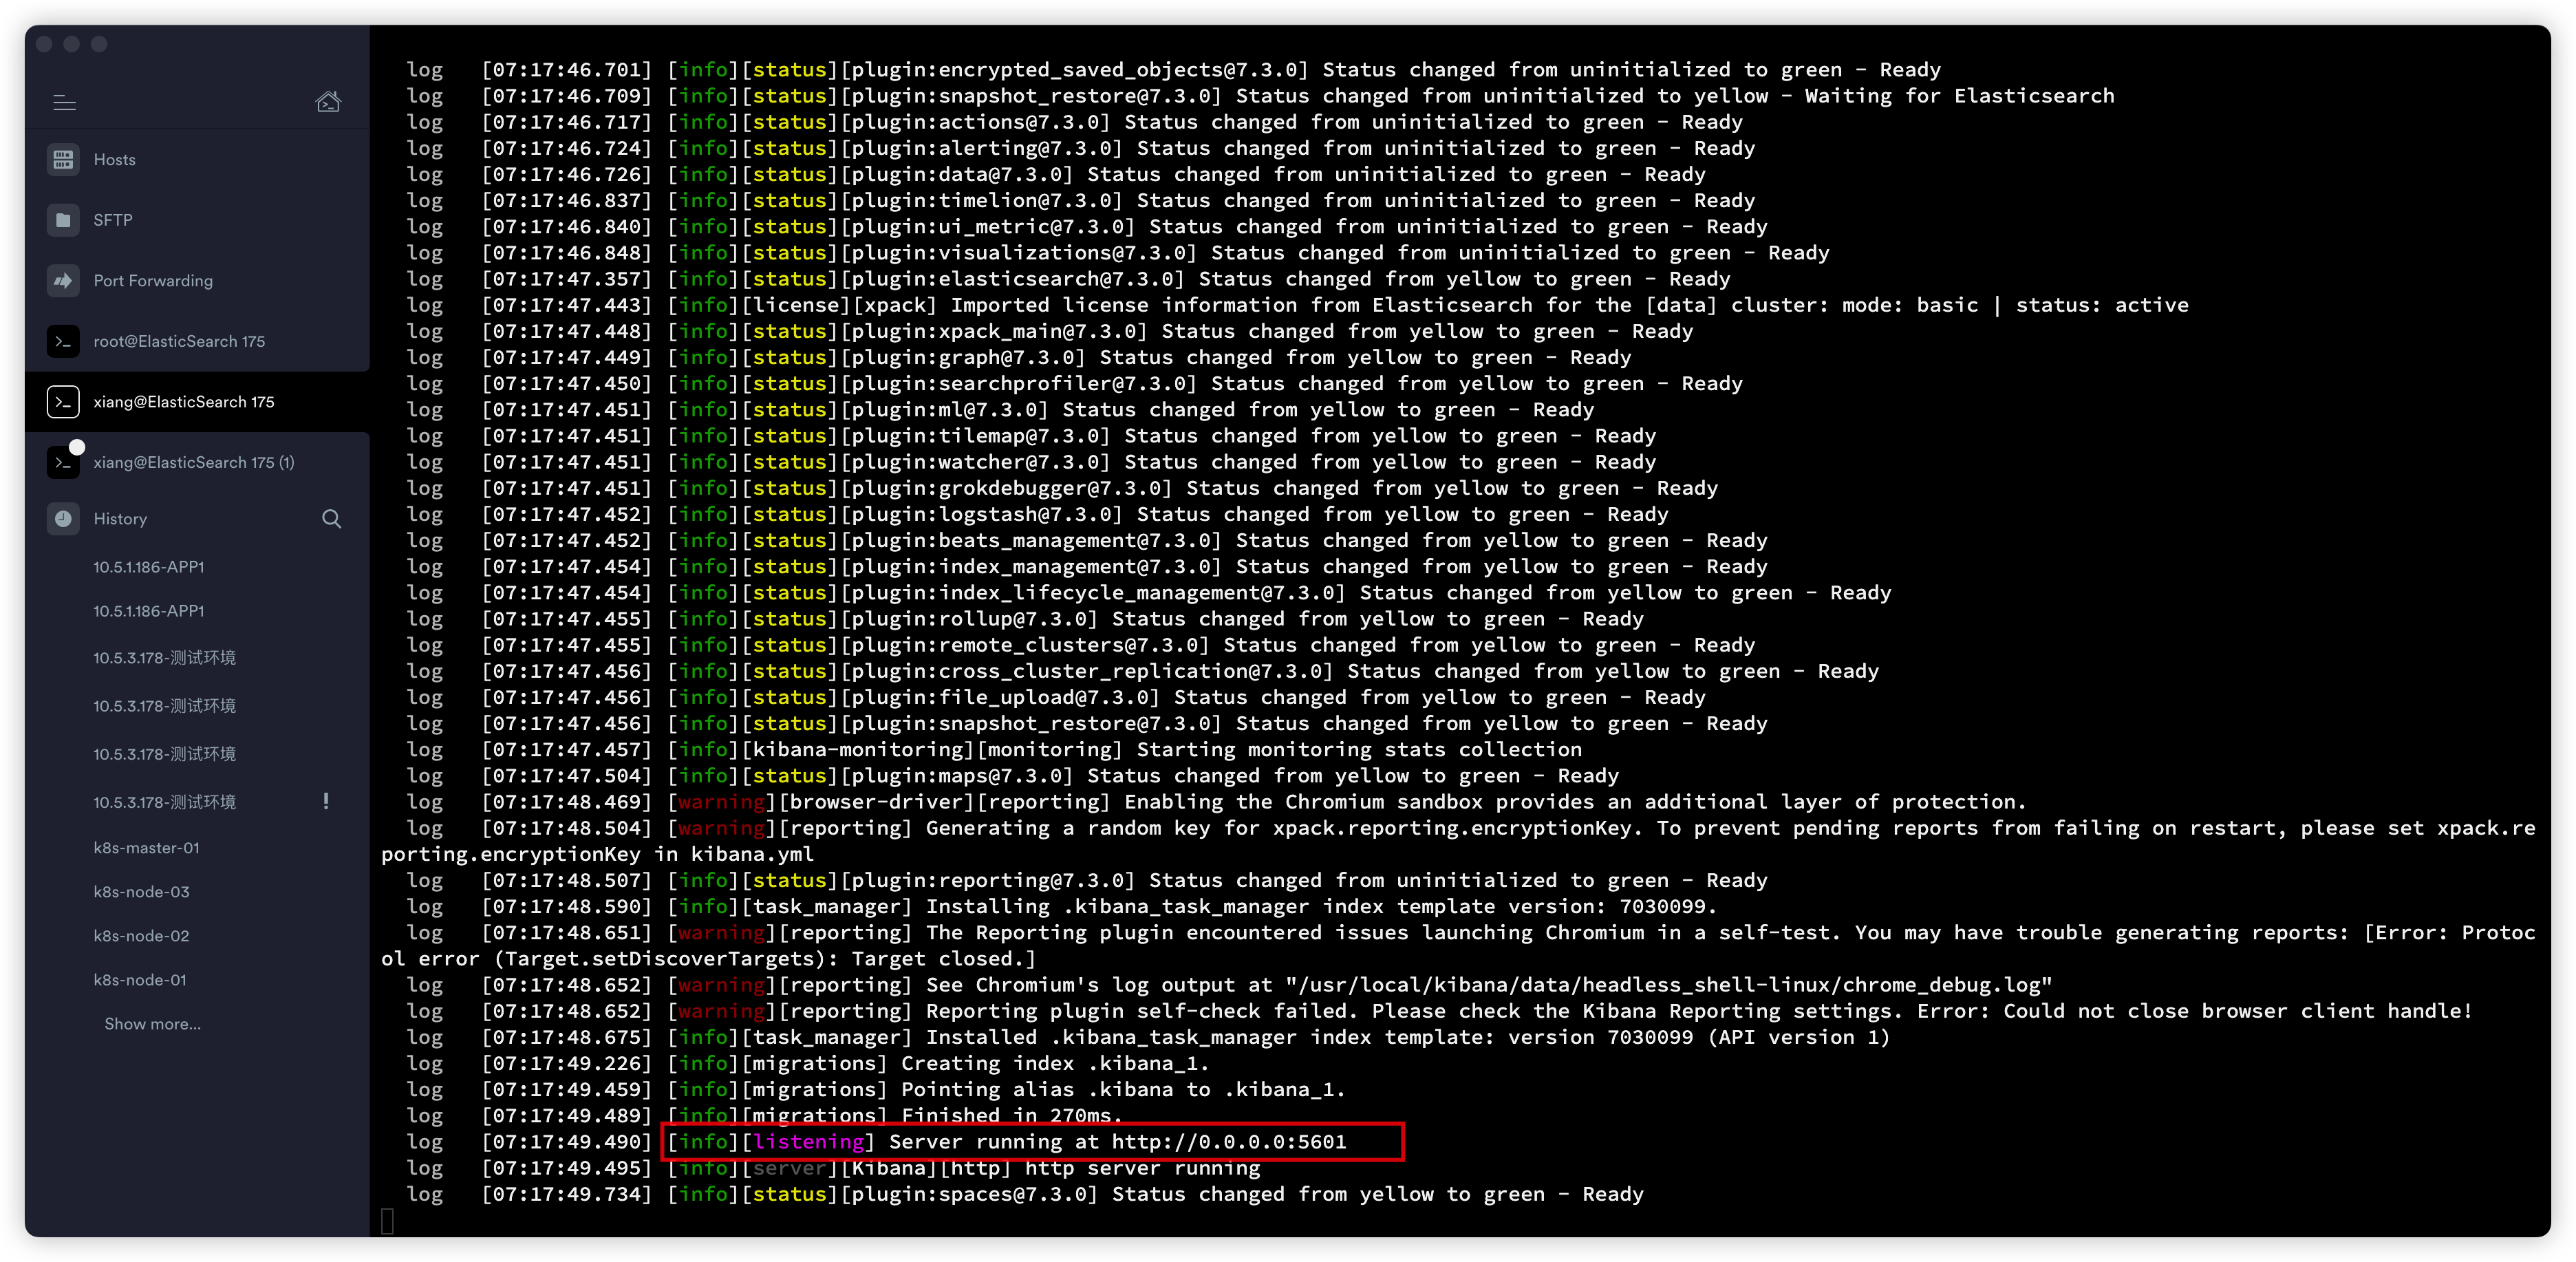 Hosts
SFTP
Port Forwarding
root@ElasticSearch 175
xiang@ElasticSearch 175
xiang@ElasticSearch 175 (1)
History
10.5.1.186-APP1
10.5.1.186-APP1
10.5.3.178-测试环境
10.5.3.178-测试环境
10.5.3.178-测试环境
10.5.3.178-测试环境 !
k8s-master-01
k8s-node-03
k8s-node-02
k8s-node-01
Show more...
log [07:17:46.701] [info][status][plugin:encrypted_saved_objects@7.3.0] Status changed from uninitialized to green - Ready
log [07:17:46.709] [info][status][plugin:snapshot_restore@7.3.0] Status changed from uninitialized to yellow - Waiting for Elasticsearch
log [07:17:46.717] [info][status][plugin:actions@7.3.0] Status changed from uninitialized to green - Ready
log [07:17:46.724] [info][status][plugin:alerting@7.3.0] Status changed from uninitialized to green - Ready
log [07:17:46.726] [info][status][plugin:data@7.3.0] Status changed from uninitialized to green - Ready
log [07:17:46.837] [info][status][plugin:timelion@7.3.0] Status changed from uninitialized to green - Ready
log [07:17:46.840] [info][status][plugin:ui_metric@7.3.0] Status changed from uninitialized to green - Ready
log [07:17:46.848] [info][status][plugin:visualizations@7.3.0] Status changed from uninitialized to green - Ready
log [07:17:47.357] [info][status][plugin:elasticsearch@7.3.0] Status changed from yellow to green - Ready
log [07:17:47.443] [info][license][xpack] Imported license information from Elasticsearch for the [data] cluster: mode: basic | status: active
log [07:17:47.448] [info][status][plugin:xpack_main@7.3.0] Status changed from yellow to green - Ready
log [07:17:47.449] [info][status][plugin:graph@7.3.0] Status changed from yellow to green - Ready
log [07:17:47.450] [info][status][plugin:searchprofiler@7.3.0] Status changed from yellow to green - Ready
log [07:17:47.451] [info][status][plugin:ml@7.3.0] Status changed from yellow to green - Ready
log [07:17:47.451] [info][status][plugin:tilemap@7.3.0] Status changed from yellow to green - Ready
log [07:17:47.451] [info][status][plugin:watcher@7.3.0] Status changed from yellow to green - Ready
log [07:17:47.451] [info][status][plugin:grokdebugger@7.3.0] Status changed from yellow to green - Ready
log [07:17:47.452] [info][status][plugin:logstash@7.3.0] Status changed from yellow to green - Ready
log [07:17:47.452] [info][status][plugin:beats_management@7.3.0] Status changed from yellow to green - Ready
log [07:17:47.454] [info][status][plugin:index_management@7.3.0] Status changed from yellow to green - Ready
log [07:17:47.454] [info][status][plugin:index_lifecycle_management@7.3.0] Status changed from yellow to green - Ready
log [07:17:47.455] [info][status][plugin:rollup@7.3.0] Status changed from yellow to green - Ready
log [07:17:47.455] [info][status][plugin:remote_clusters@7.3.0] Status changed from yellow to green - Ready
log [07:17:47.456] [info][status][plugin:cross_cluster_replication@7.3.0] Status changed from yellow to green - Ready
log [07:17:47.456] [info][status][plugin:file_upload@7.3.0] Status changed from yellow to green - Ready
log [07:17:47.456] [info][status][plugin:snapshot_restore@7.3.0] Status changed from yellow to green - Ready
log [07:17:47.457] [info][kibana-monitoring][monitoring] Starting monitoring stats collection
log [07:17:47.504] [info][status][plugin:maps@7.3.0] Status changed from yellow to green - Ready
log [07:17:48.469] [warning][browser-driver][reporting] Enabling the Chromium sandbox provides an additional layer of protection.
log [07:17:48.504] [warning][reporting] Generating a random key for xpack.reporting.encryptionKey. To prevent pending reports from failing on restart, please set xpack.re
porting.encryptionKey in kibana.yml
log [07:17:48.507] [info][status][plugin:reporting@7.3.0] Status changed from uninitialized to green - Ready
log [07:17:48.590] [info][task_manager] Installing .kibana_task_manager index template version: 7030099.
log [07:17:48.651] [warning][reporting] The Reporting plugin encountered issues launching Chromium in a self-test. You may have trouble generating reports: [Error: Protoc
ol error (Target.setDiscoverTargets): Target closed.]
log [07:17:48.652] [warning][reporting] See Chromium's log output at "/usr/local/kibana/data/headless_shell-linux/chrome_debug.log"
log [07:17:48.652] [warning][reporting] Reporting plugin self-check failed. Please check the Kibana Reporting settings. Error: Could not close browser client handle!
log [07:17:48.675] [info][task_manager] Installed .kibana_task_manager index template: version 7030099 (API version 1)
log [07:17:49.226] [info][migrations] Creating index .kibana_1.
log [07:17:49.459] [info][migrations] Pointing alias .kibana to .kibana_1.
log [07:17:49.489] [info][migrations] Finished in 270ms.
log [07:17:49.490] [info][listening] Server running at http://0.0.0.0:5601
log [07:17:49.495] [info][server][Kibana][http] http server running
log [07:17:49.734] [info][status][plugin:spaces@7.3.0] Status changed from yellow to green - Ready